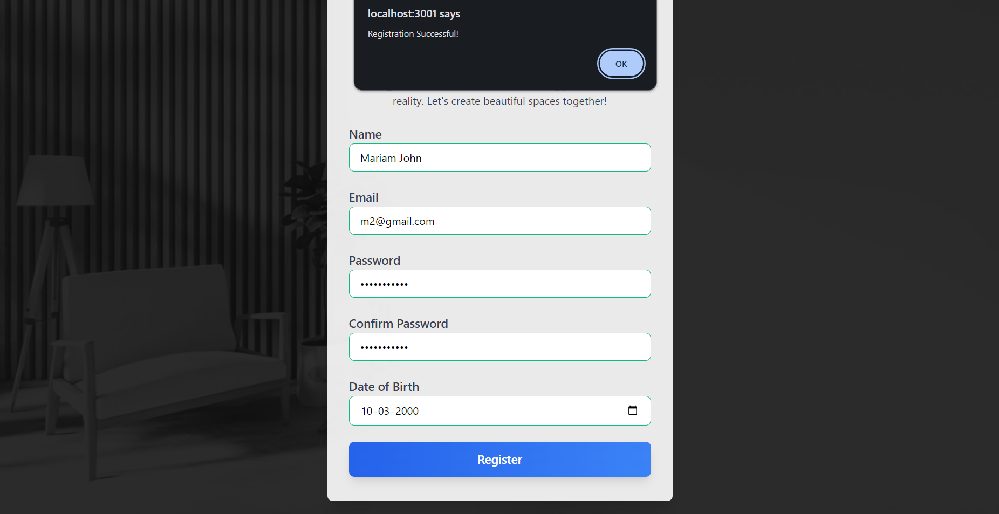 localhost:3001 says
Registration Successful!
OK
reality. Let's create beautiful spaces together!
Name
Mariam John
Email
m2@gmail.com
Password
•••••••••••
Confirm Password
•••••••••••
Date of Birth
10-03-2000
Register